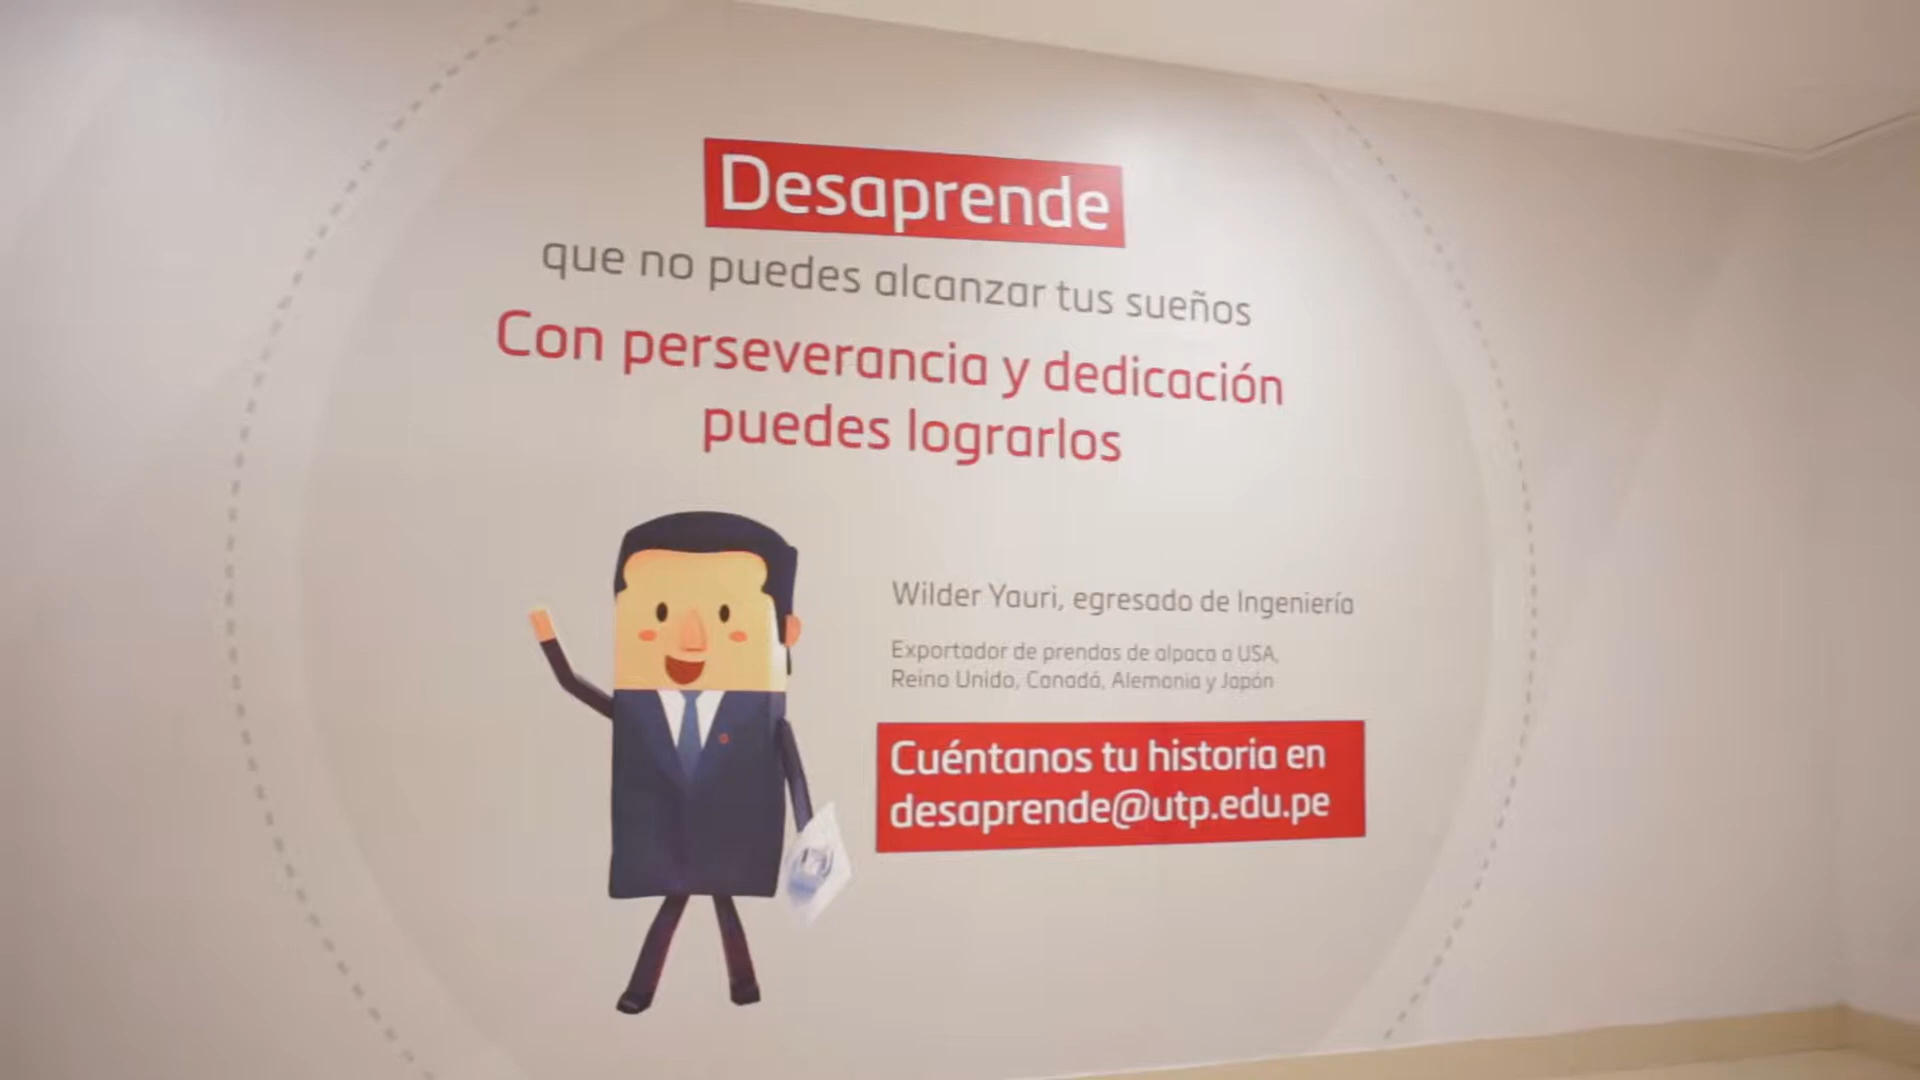 Desaprende
que no puedes alcanzar tus sueños
Con perseverancia y dedicación
puedes lograrlos
Wilder Yauri, egresado de Ingeniería
Exportador de prendas de alpaca a USA,
Reino Unido, Canadá, Alemania y Japón
Cuéntanos tu historia en
desaprende@utp.edu.pe